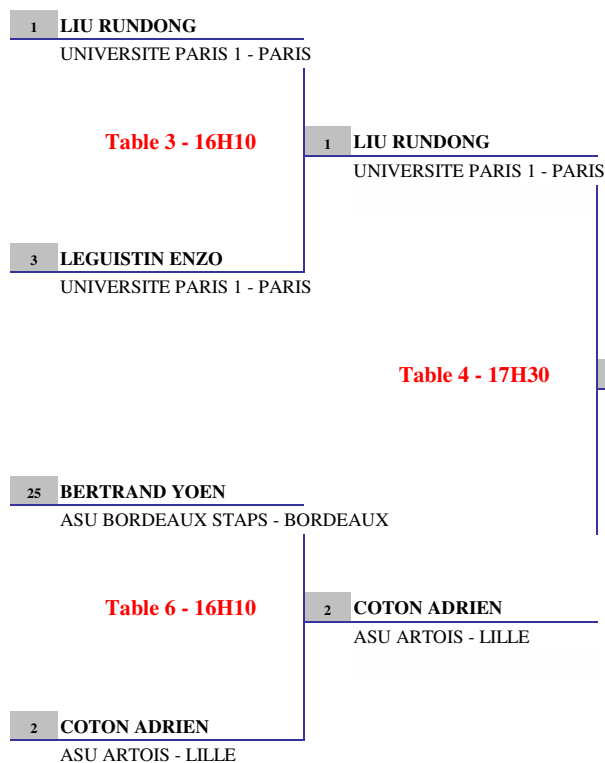 1 LIU RUNDONG
UNIVERSITE PARIS 1 - PARIS
Table 3 - 16H10
1 LIU RUNDONG
UNIVERSITE PARIS 1 - PARIS
3 LEGUISTIN ENZO
UNIVERSITE PARIS 1 - PARIS
Table 4 - 17H30
25 BERTRAND YOEN
ASU BORDEAUX STAPS - BORDEAUX
Table 6 - 16H10
2 COTON ADRIEN
ASU ARTOIS - LILLE
2 COTON ADRIEN
ASU ARTOIS - LILLE